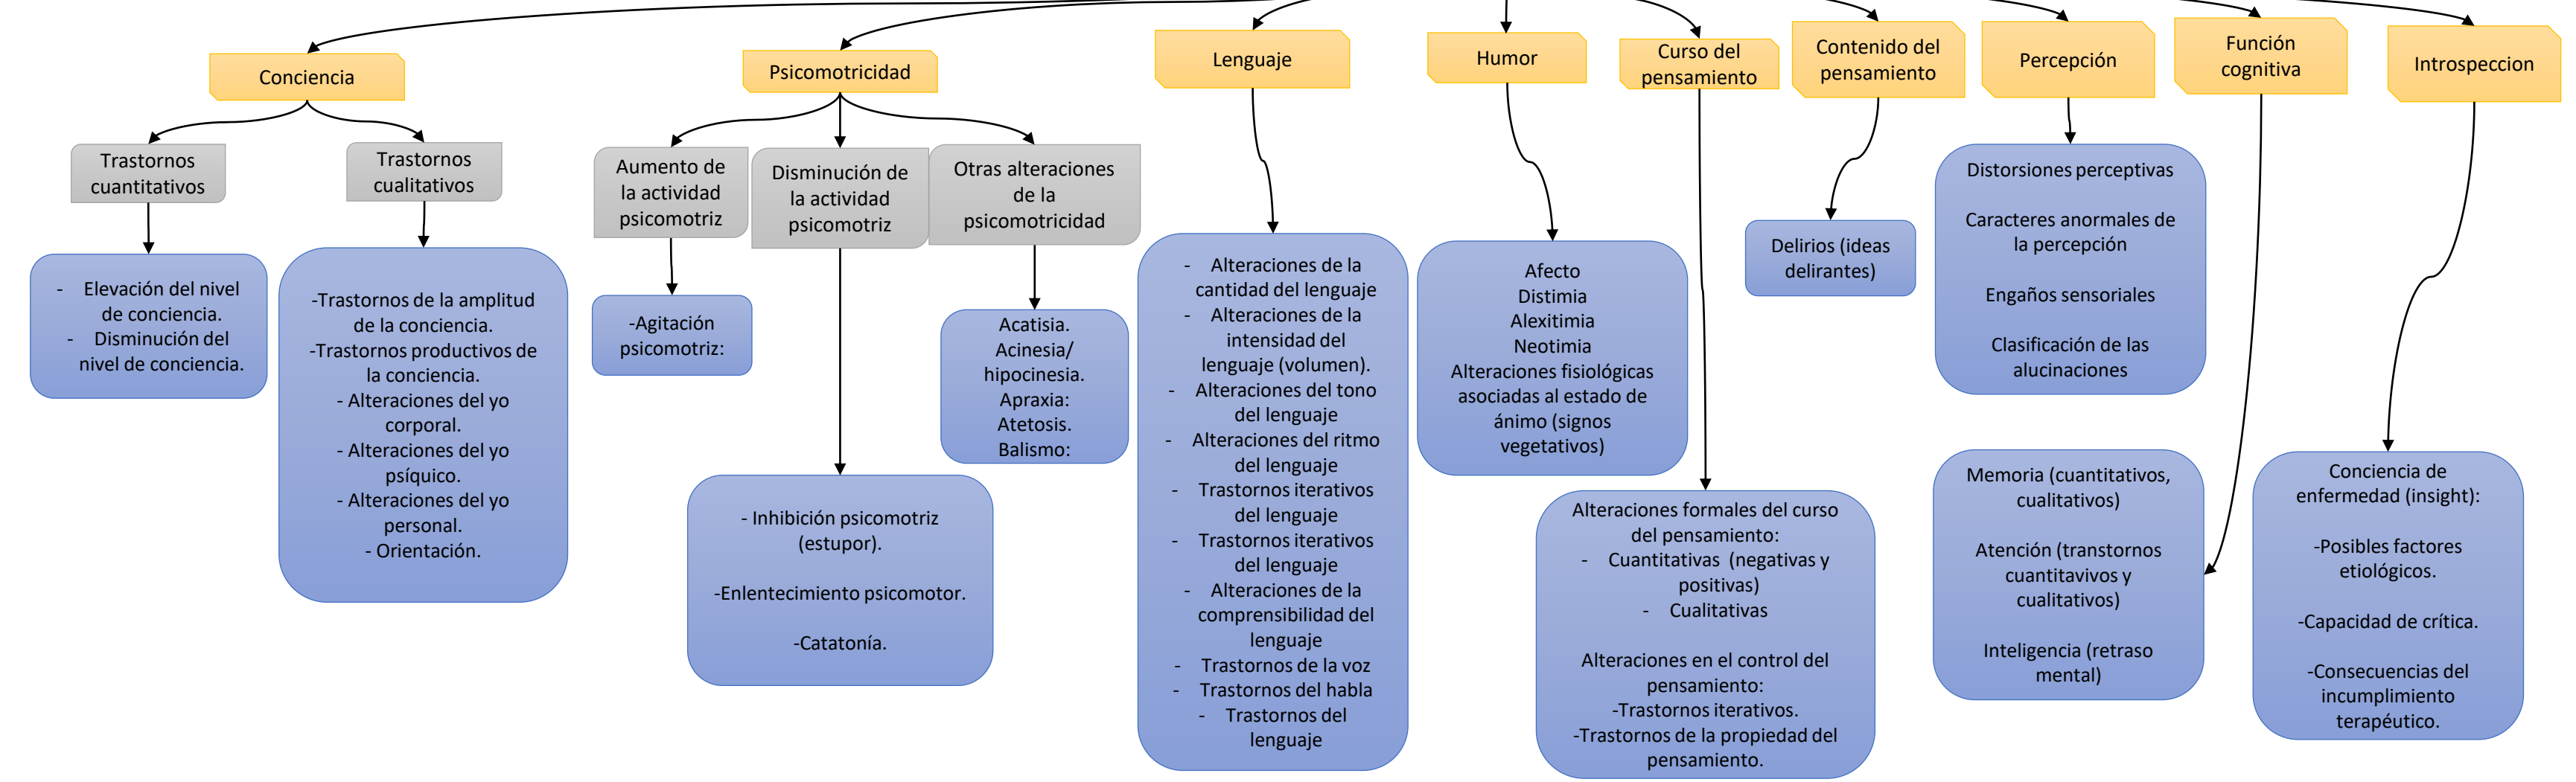 Conciencia
Trastornos
cuantitativos
- Elevación del nivel
de conciencia.
- Disminución del
nivel de conciencia.
Trastornos
cualitativos
-Trastornos de la amplitud
de la conciencia.
-Trastornos productivos de
la conciencia.
- Alteraciones del yo
corporal.
- Alteraciones del yo
psíquico.
- Alteraciones del yo
personal.
- Orientación.
Psicomotricidad
Aumento de
la actividad
psicomotriz
-Agitación
psicomotriz:
Disminución de
la actividad
psicomotriz
- Inhibición psicomotriz
(estupor).
-Enlentecimiento psicomotor.
-Catatonía.
Otras alteraciones
de la
psicomotricidad
Acatisia.
Acinesia/
hipocinesia.
Apraxia:
Atetosis.
Balismo:
Lenguaje
- Alteraciones de la
cantidad del lenguaje
- Alteraciones de la
intensidad del
lenguaje (volumen).
- Alteraciones del tono
del lenguaje
- Alteraciones del ritmo
del lenguaje
- Trastornos iterativos
del lenguaje
- Trastornos iterativos
del lenguaje
- Alteraciones de la
comprensibilidad del
lenguaje
- Trastornos de la voz
- Trastornos del habla
- Trastornos del
lenguaje
Humor
Afecto
Distimia
Alexitimia
Neotimia
Alteraciones fisiológicas
asociadas al estado de
ánimo (signos
vegetativos)
Curso del
pensamiento
Alteraciones formales del curso
del pensamiento:
- Cuantitativas (negativas y
positivas)
- Cualitativas
Alteraciones en el control del
pensamiento:
-Trastornos iterativos.
-Trastornos de la propiedad del
pensamiento.
Contenido del
pensamiento
Delirios (ideas
delirantes)
Percepción
Distorsiones perceptivas
Caracteres anormales de
la percepción
Engaños sensoriales
Clasificación de las
alucinaciones
Función
cognitiva
Memoria (cuantitativos,
cualitativos)
Atención (transtornos
cuantitavivos y
cualitativos)
Inteligencia (retraso
mental)
Introspeccion
Conciencia de
enfermedad (insight):
-Posibles factores
etiológicos.
-Capacidad de crítica.
-Consecuencias del
incumplimiento
terapéutico.